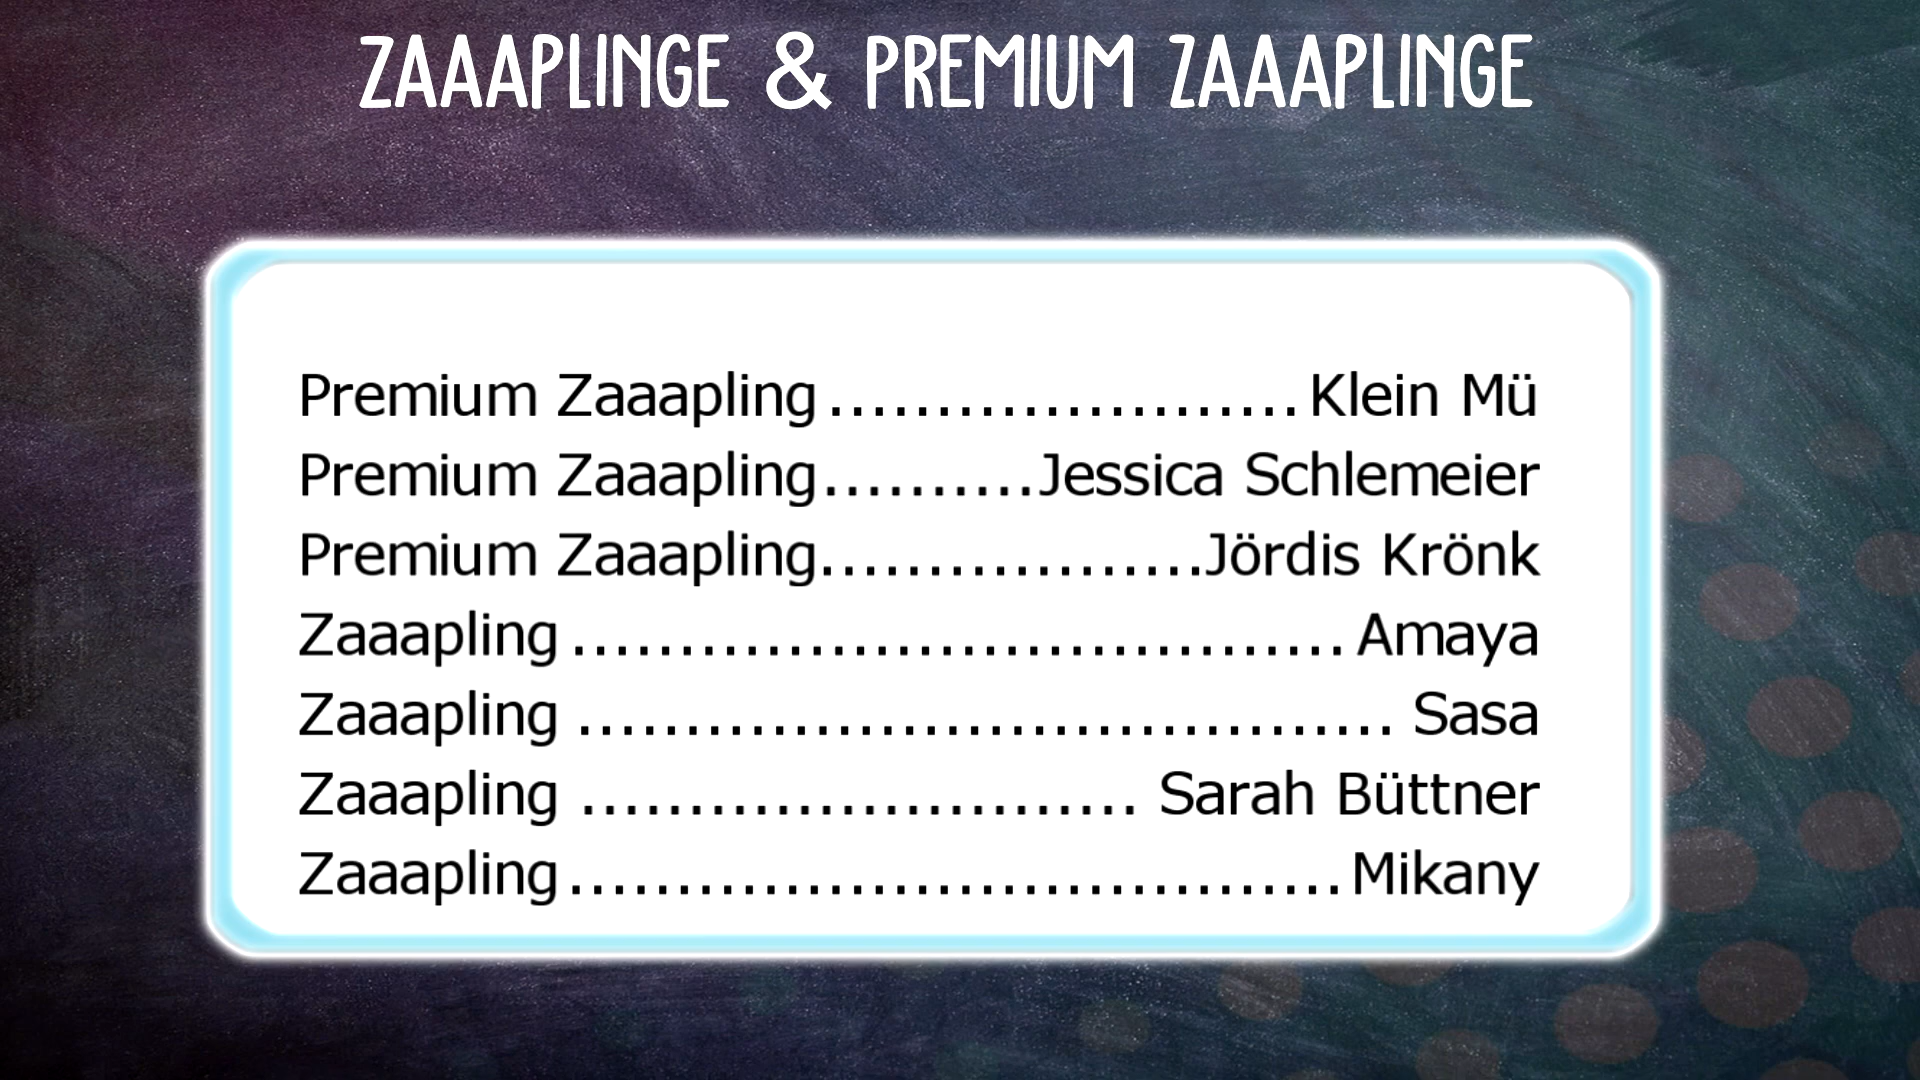 ZAAAPLINGE & PREMIUM ZAAAPLINGE
Premium Zaaapling......................Klein Mü
Premium Zaaapling..........Jessica Schlemeier
Premium Zaaapling..................Jördis Krönk
Zaaapling ....................................Amaya
Zaaapling ...................................... Sasa
Zaaapling .......................... Sarah Büttner
Zaaapling....................................Mikany